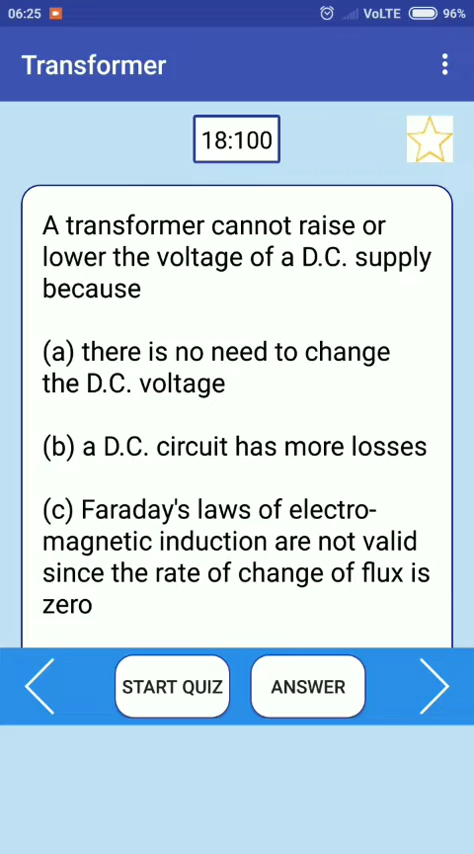 06:25 VoLTE 96%
Transformer
18:100
A transformer cannot raise or
lower the voltage of a D.C. supply
because
(a) there is no need to change
the D.C. voltage
(b) a D.C. circuit has more losses
(c) Faraday's laws of electro-
magnetic induction are not valid
since the rate of change of flux is
zero
START QUIZ ANSWER